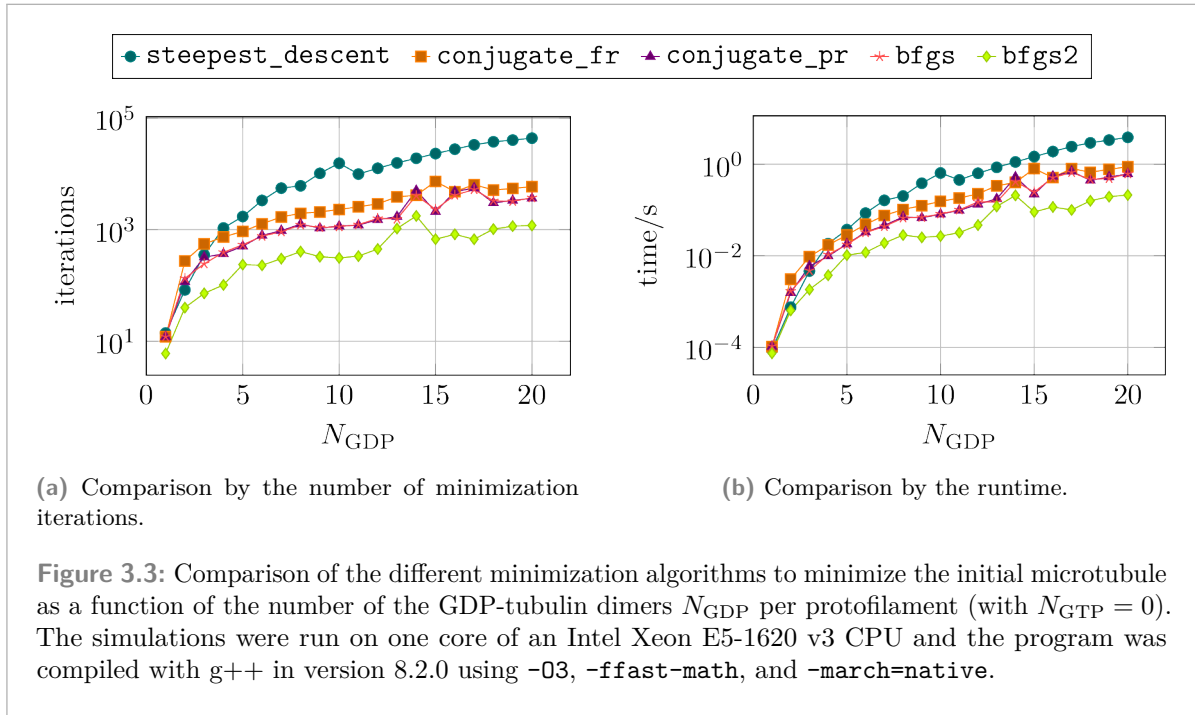 steepest_descent conjugate_fr conjugate_pr bfgs bfgs2
10^5
10^3
10^1
iterations
0 5 10 15 20
N_GDP
10^0
10^−2
10^−4
time/s
0 5 10 15 20
N_GDP
(a) Comparison by the number of minimization
iterations.
(b) Comparison by the runtime.
Figure 3.3: Comparison of the different minimization algorithms to minimize the initial microtubule
as a function of the number of the GDP-tubulin dimers N_GDP per protofilament (with N_GTP = 0).
The simulations were run on one core of an Intel Xeon E5-1620 v3 CPU and the program was
compiled with g++ in version 8.2.0 using -O3, -ffast-math, and -march=native.